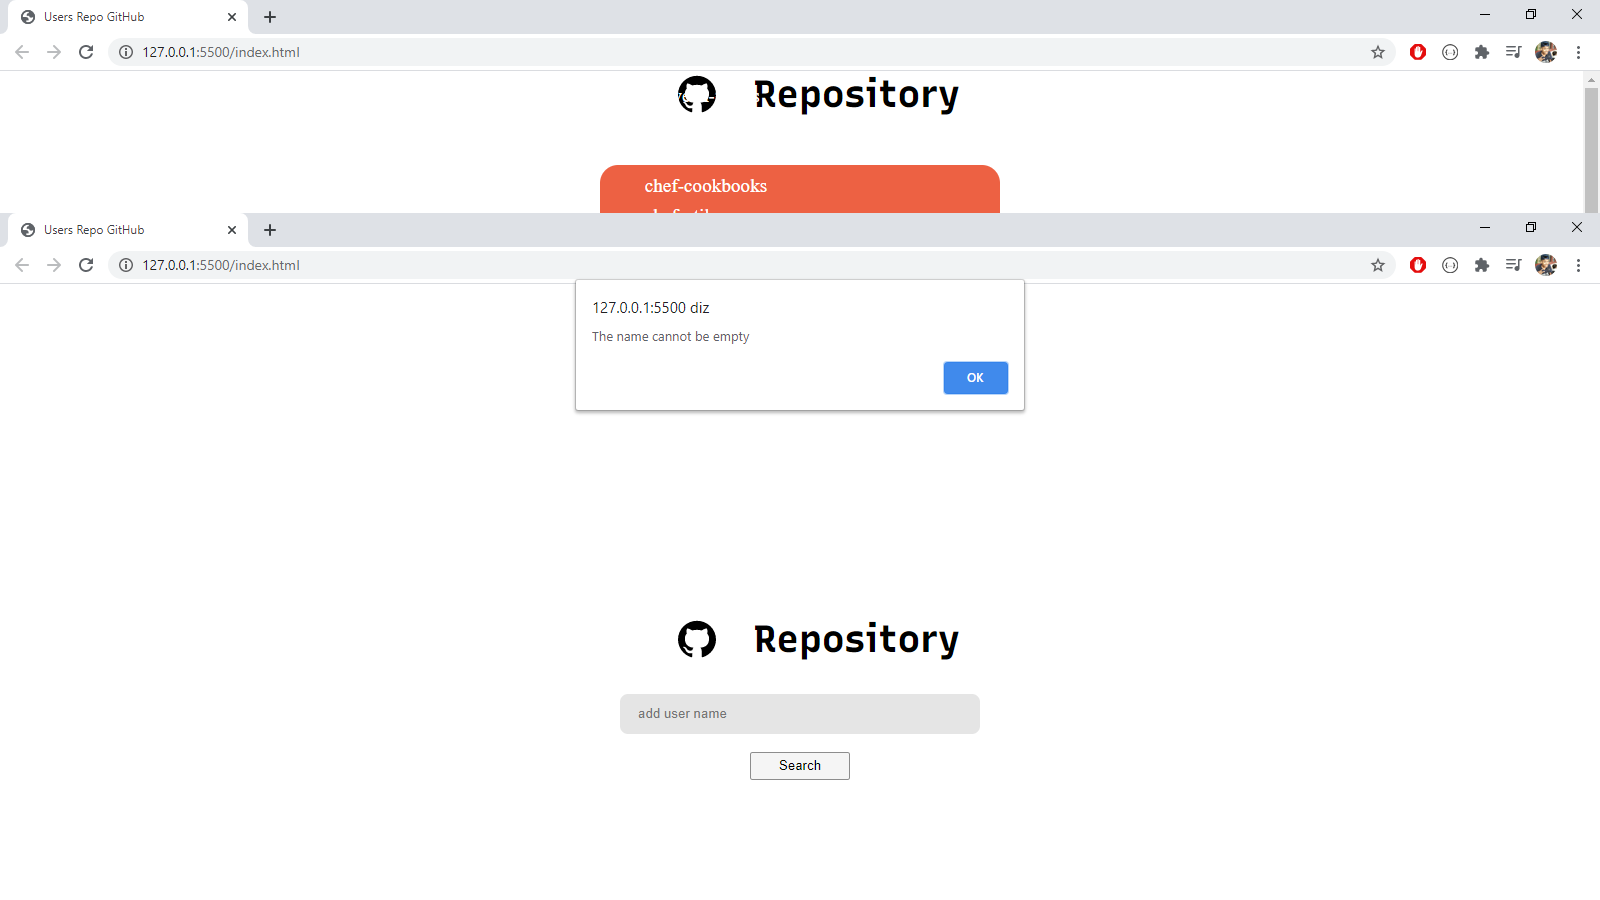 Users Repo GitHub
127.0.0.1:5500/index.html
Repository
chef-cookbooks
Users Repo GitHub
127.0.0.1:5500/index.html
127.0.0.1:5500 diz
The name cannot be empty
OK
Repository
add user name
Search